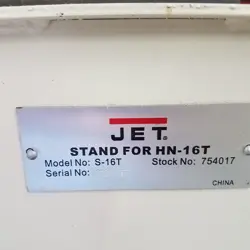 JET.
STAND FOR HN-16T
Model No: S-16T Stock No: 754017
Serial No:
CHINA